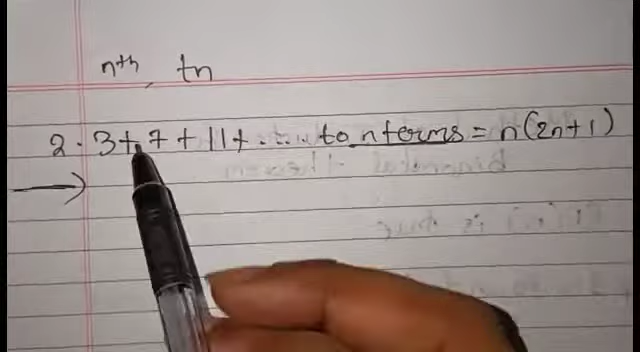 nth, tn
2. 3+7+11+..... to n terms = n(2n+1)